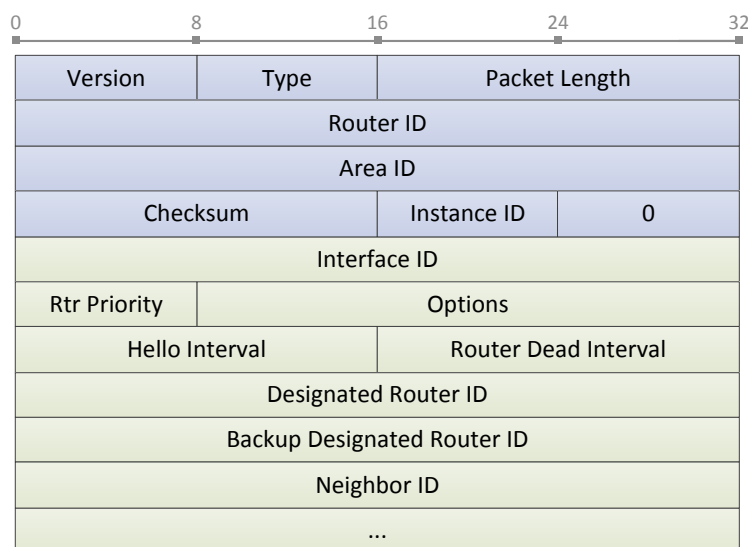 0 8 16 24 32
Version Type Packet Length
Router ID
Area ID
Checksum Instance ID 0
Interface ID
Rtr Priority Options
Hello Interval Router Dead Interval
Designated Router ID
Backup Designated Router ID
Neighbor ID
...